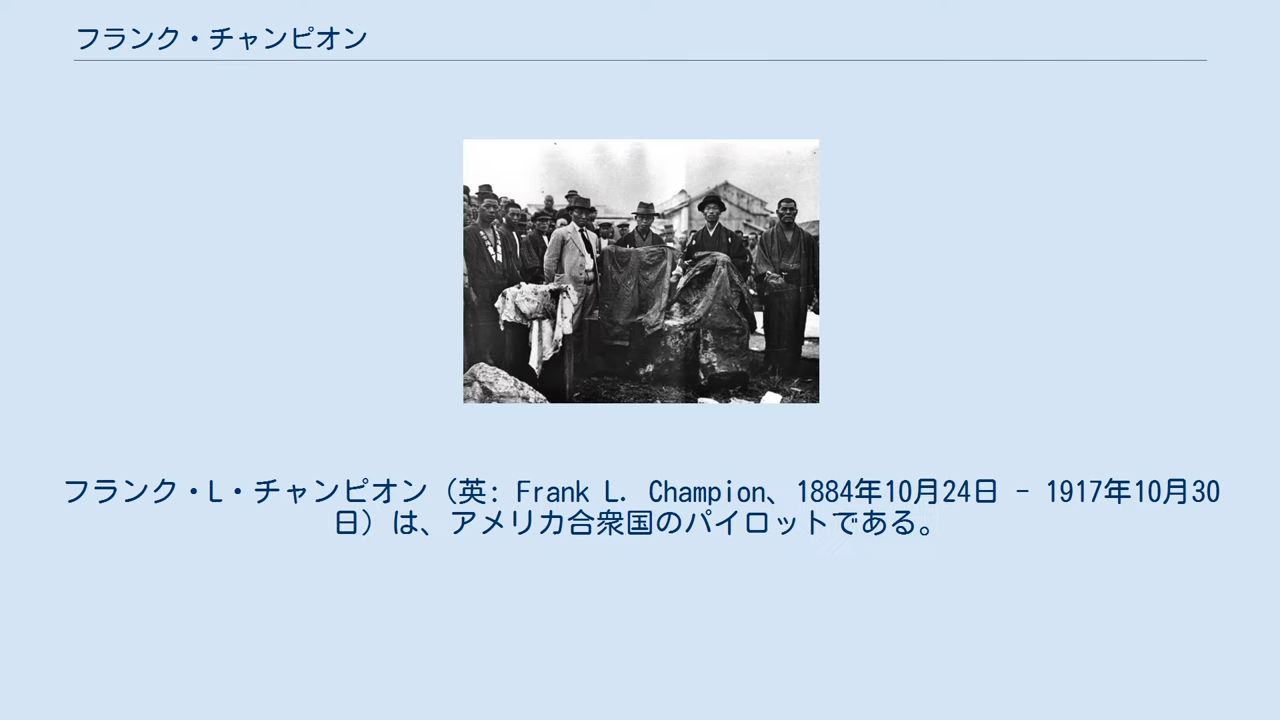 フランク・チャンピオン
フランク・L・チャンピオン（英: Frank L. Champion、1884年10月24日 - 1917年10月30
日）は、アメリカ合衆国のパイロットである。